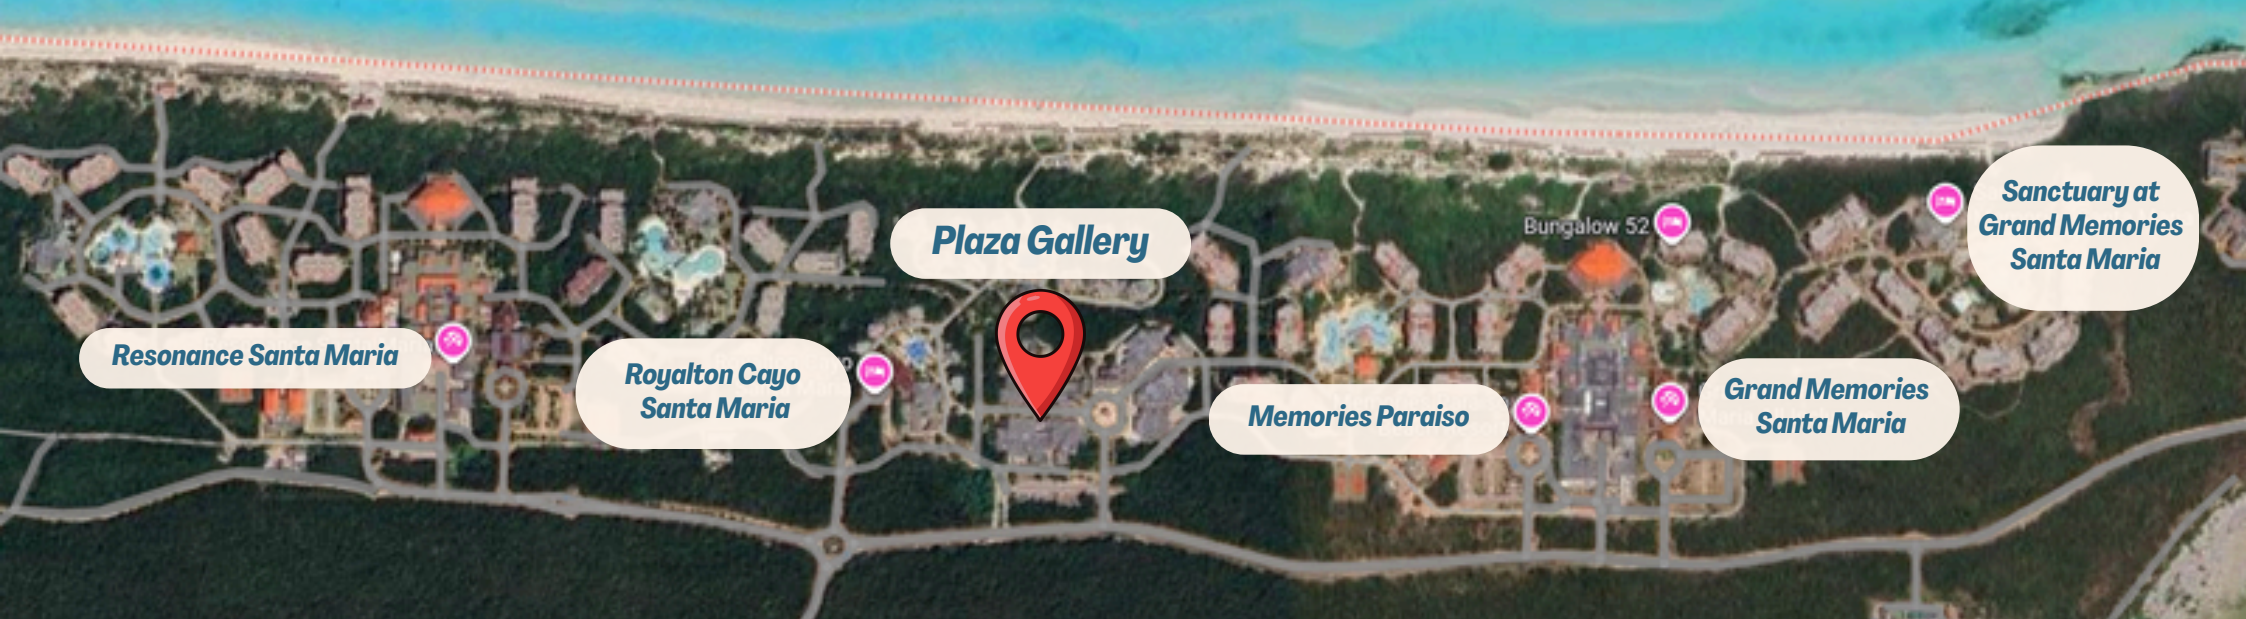 Plaza Gallery
Bungalow 52
Sanctuary at
Grand Memories
Santa Maria
Resonance Santa Maria
Royalton Cayo
Santa Maria
Memories Paraiso
Grand Memories
Santa Maria